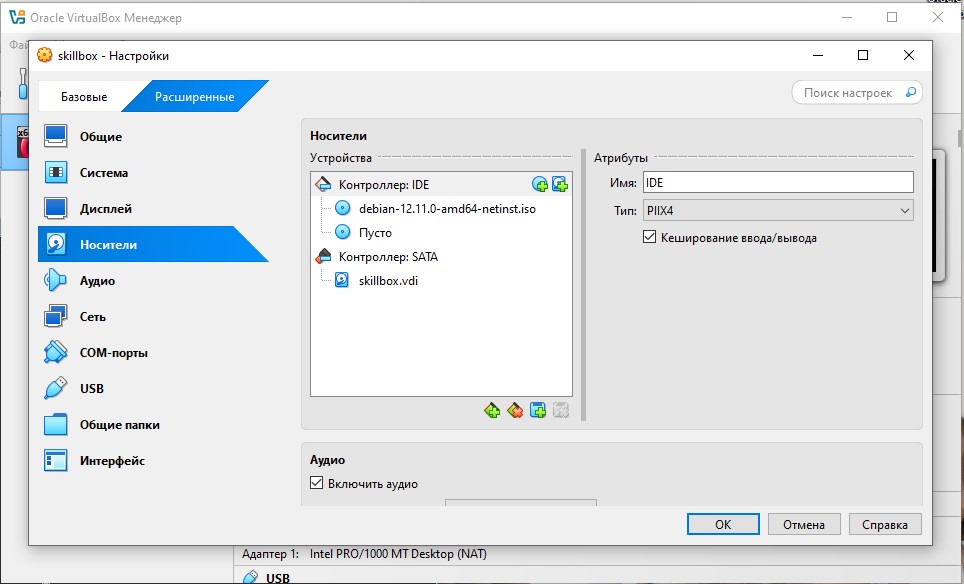 Oracle VirtualBox Менеджер
Фай
skillbox - Настройки
Базовые
Расширенные
Поиск настроек
Общие
Система
Дисплей
Носители
Аудио
Сеть
COM-порты
USB
Общие папки
Интерфейс
Носители
Устройства
Контроллер: IDE
debian-12.11.0-amd64-netinst.iso
Пусто
Контроллер: SATA
skillbox.vdi
Атрибуты
Имя: IDE
Тип: PIIX4
Кеширование ввода/вывода
Аудио
Включить аудио
OK
Отмена
Справка
Адаптер 1: Intel PRO/1000 MT Desktop (NAT)
USB